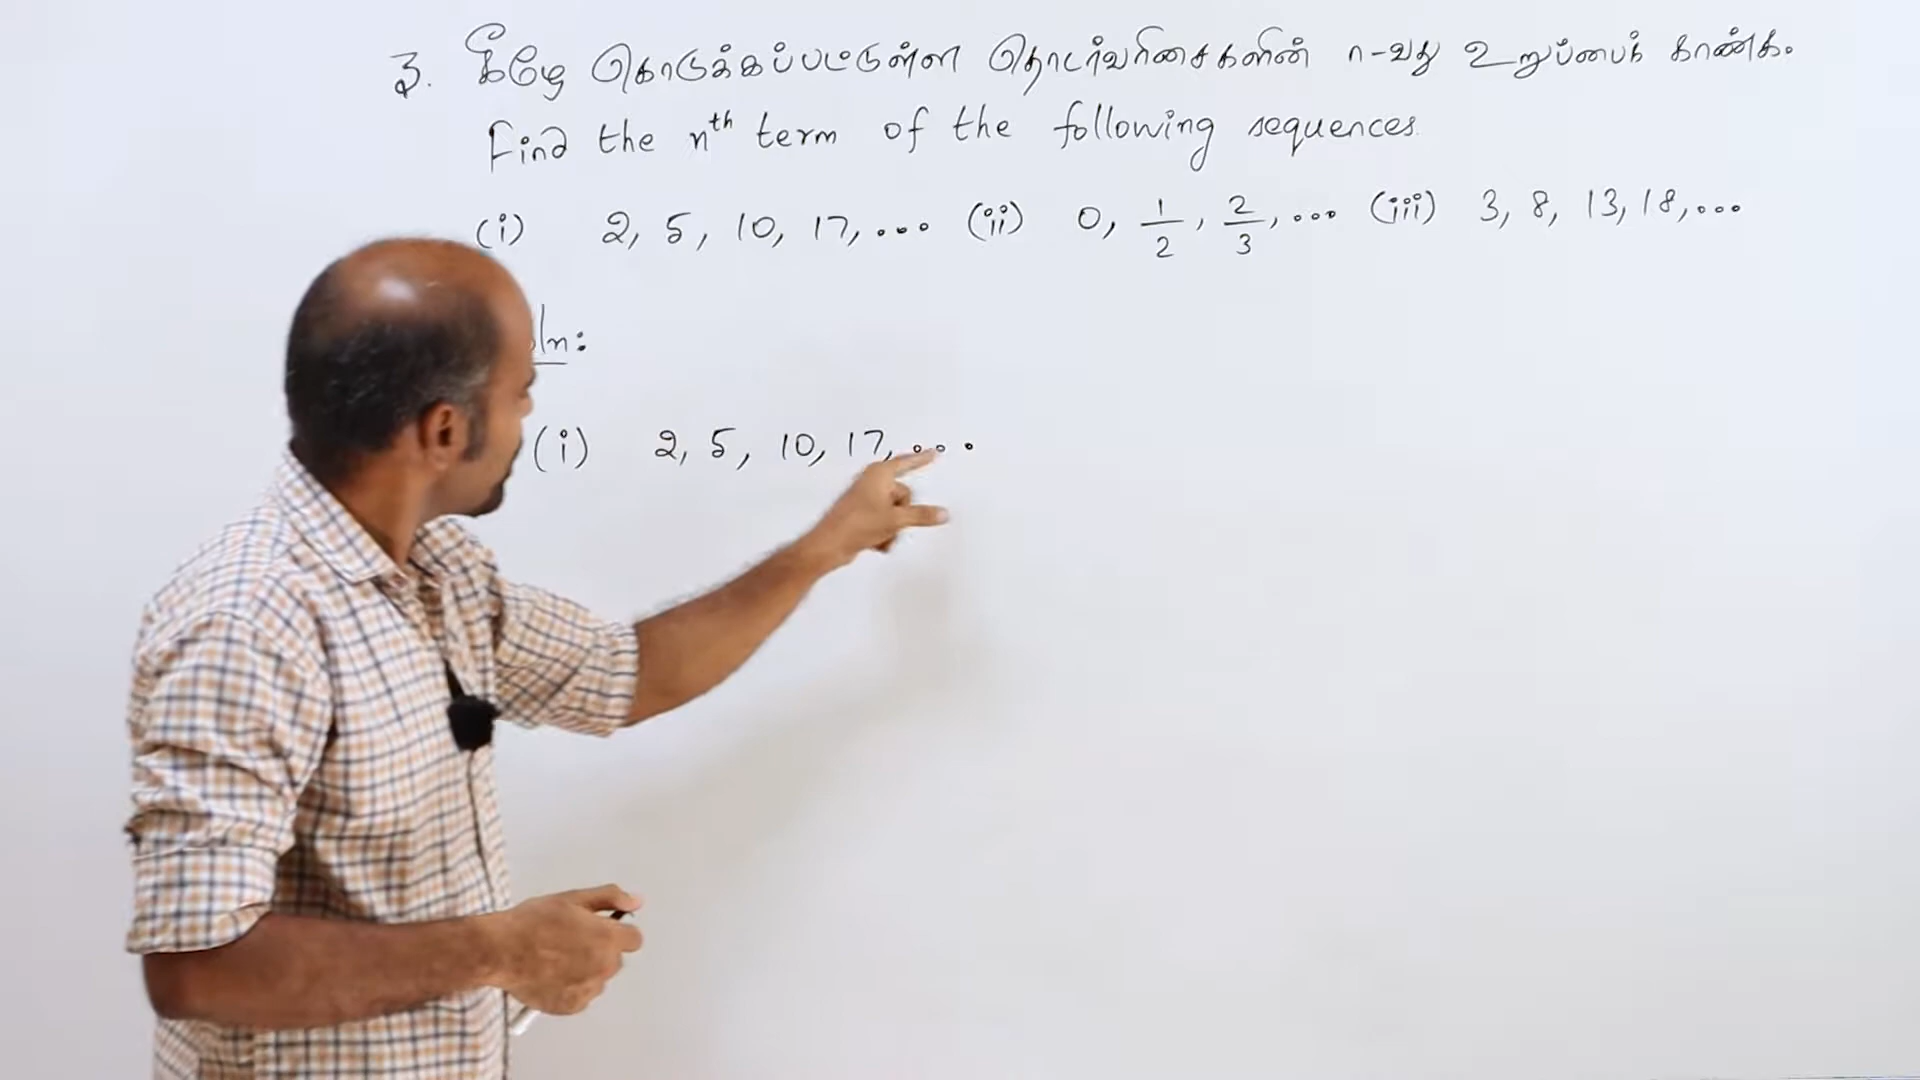 3. கீழே கொடுக்கப்பட்டுள்ள தொடர்வரிசைகளின் n-வது உறுப்பைக் காண்க.
Find the nth term of the following sequences.
(i) 2, 5, 10, 17,... (ii) 0, 1/2, 2/3,... (iii) 3, 8, 13, 18,...
ln:
(i) 2, 5, 10, 17,...